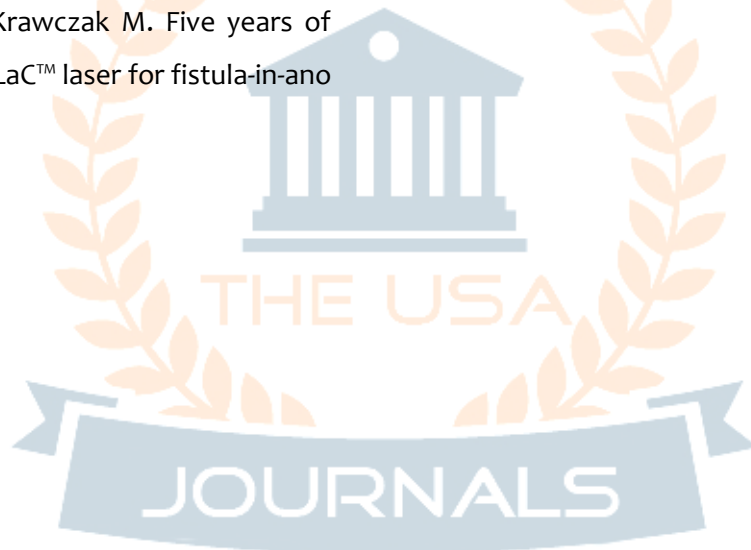 Krawczak M. Five years of
LaC™ laser for fistula-in-ano
THE USA
JOURNALS